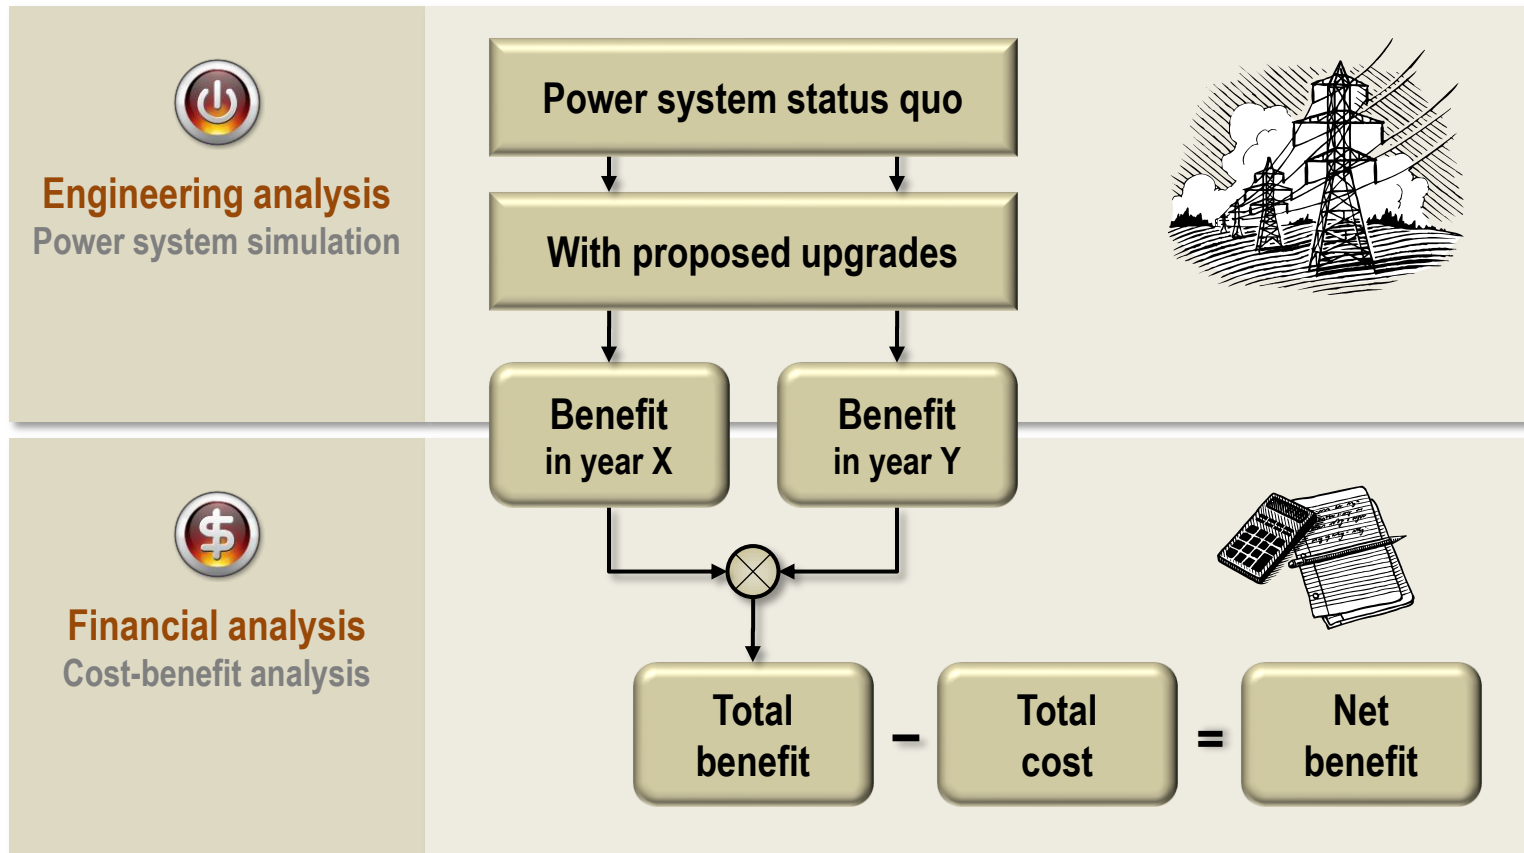 Engineering analysis
Power system simulation
Power system status quo
With proposed upgrades
Benefit
in year X
Benefit
in year Y
Financial analysis
Cost-benefit analysis
Total
benefit
–
Total
cost
=
Net
benefit